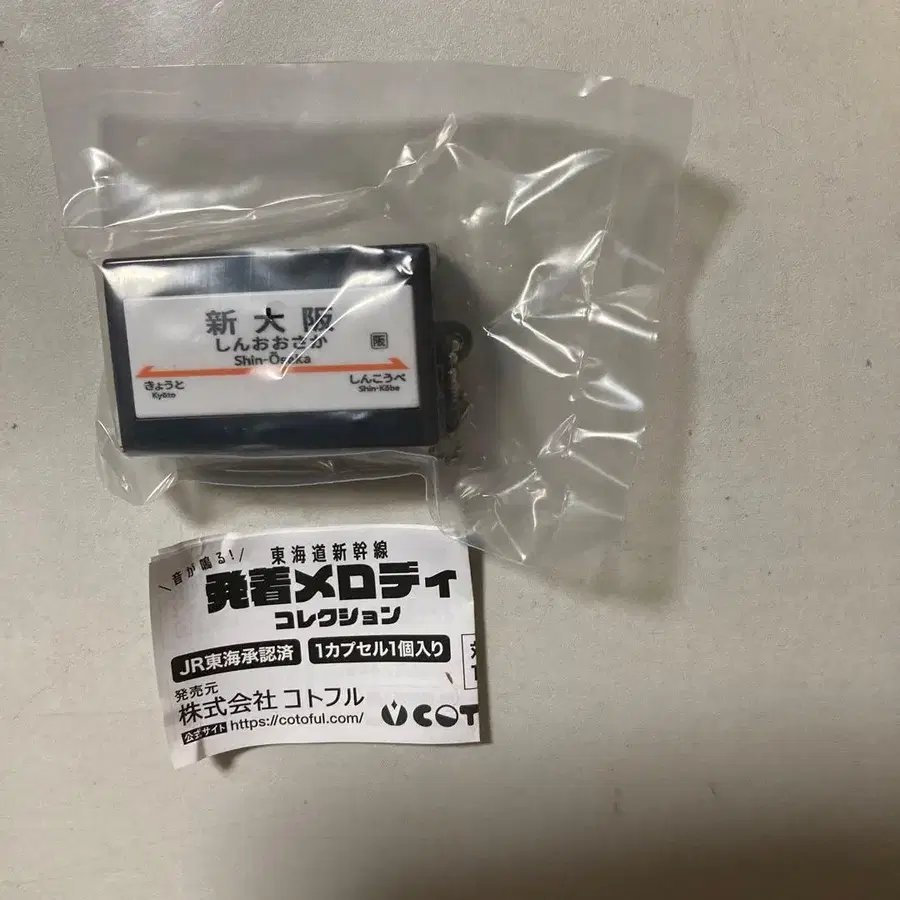 新大阪
しんおおさか
Shin-Ōsaka
阪
きょうと
Kyōto
しんこうべ
Shin-Kōbe
\音が鳴る!/ 東海道新幹線
発着メロディ
コレクション
JR東海承認済 1カプセル1個入り
発売元
株式会社 コトフル
公式サイト https://cotoful.com/
COT